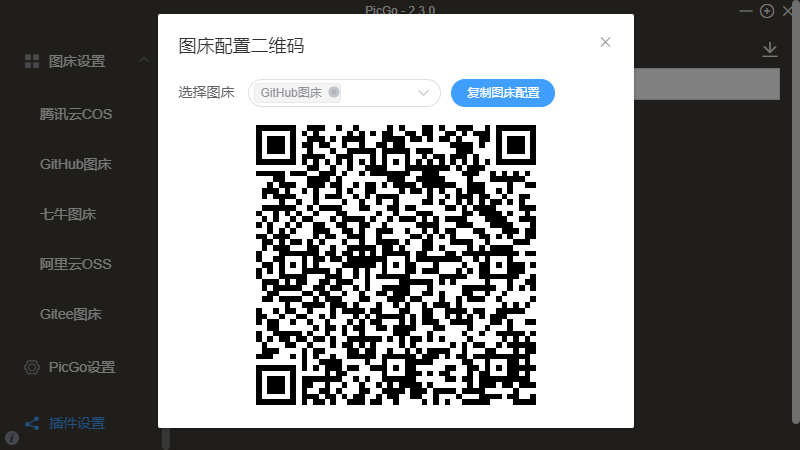 PicGo - 2.3.0
图床配置二维码
选择图床 GitHub图床 复制图床配置
图床设置
腾讯云COS
GitHub图床
七牛图床
阿里云OSS
Gitee图床
PicGo设置
插件设置